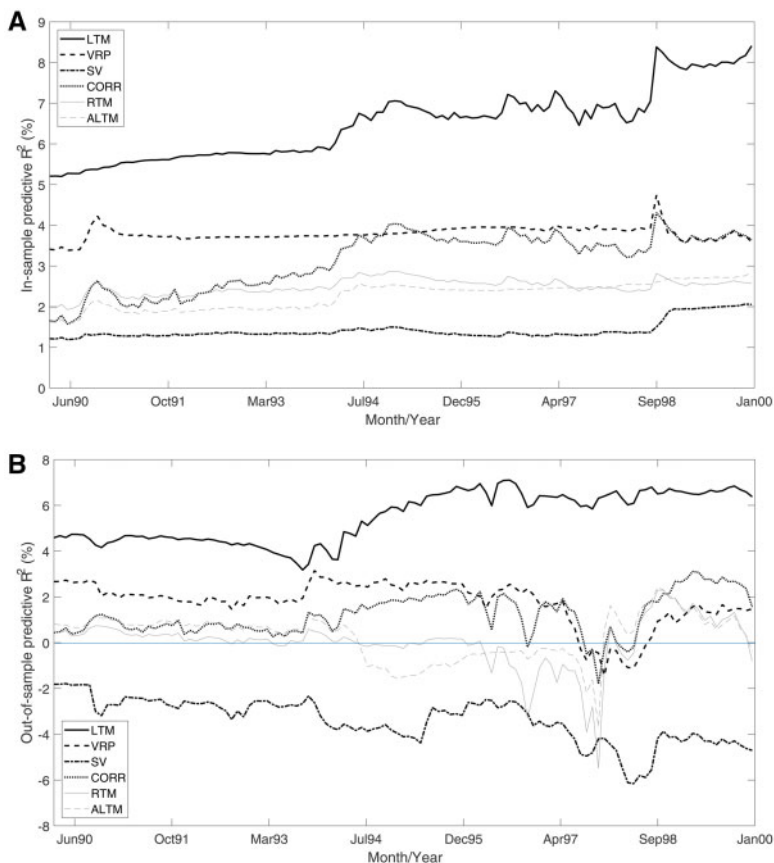 A
9
8
7
6
5
4
3
2
1
0
In-sample predictive R² (%)
LTM
VRP
SV
CORR
RTM
ALTM
Jun90 Oct91 Mar93 Jul94 Dec95 Apr97 Sep98 Jan00
Month/Year
B
8
6
4
2
0
-2
-4
-6
-8
Out-of-sample predictive R² (%)
LTM
VRP
SV
CORR
RTM
ALTM
Jun90 Oct91 Mar93 Jul94 Dec95 Apr97 Sep98 Jan00
Month/Year